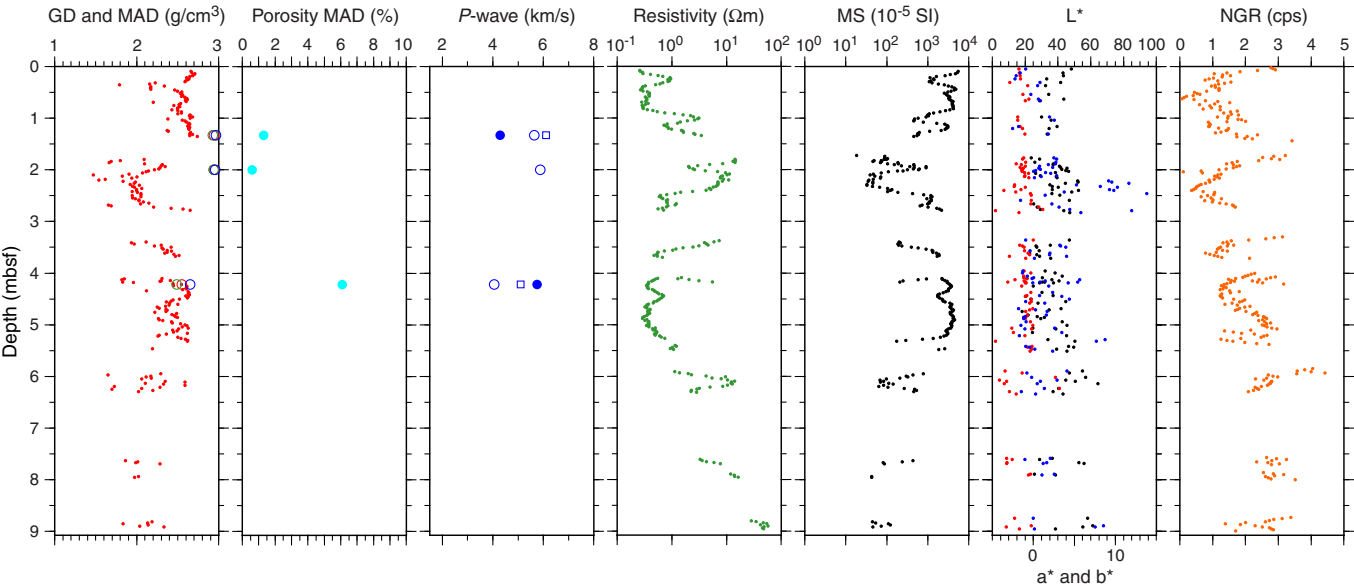 GD and MAD (g/cm³) Porosity MAD (%) P-wave (km/s) Resistivity (Ωm) MS (10⁻⁵ SI) L* NGR (cps)
1 2 3 0 2 4 6 8 10 2 4 6 8 10⁻¹ 10⁰ 10¹ 10² 10⁰ 10¹ 10² 10³ 10⁴ 0 20 40 60 80 100 0 1 2 3 4 5
0
1
2
3
4
Depth (mbsf)
5
6
7
8
9
0 10
a* and b*